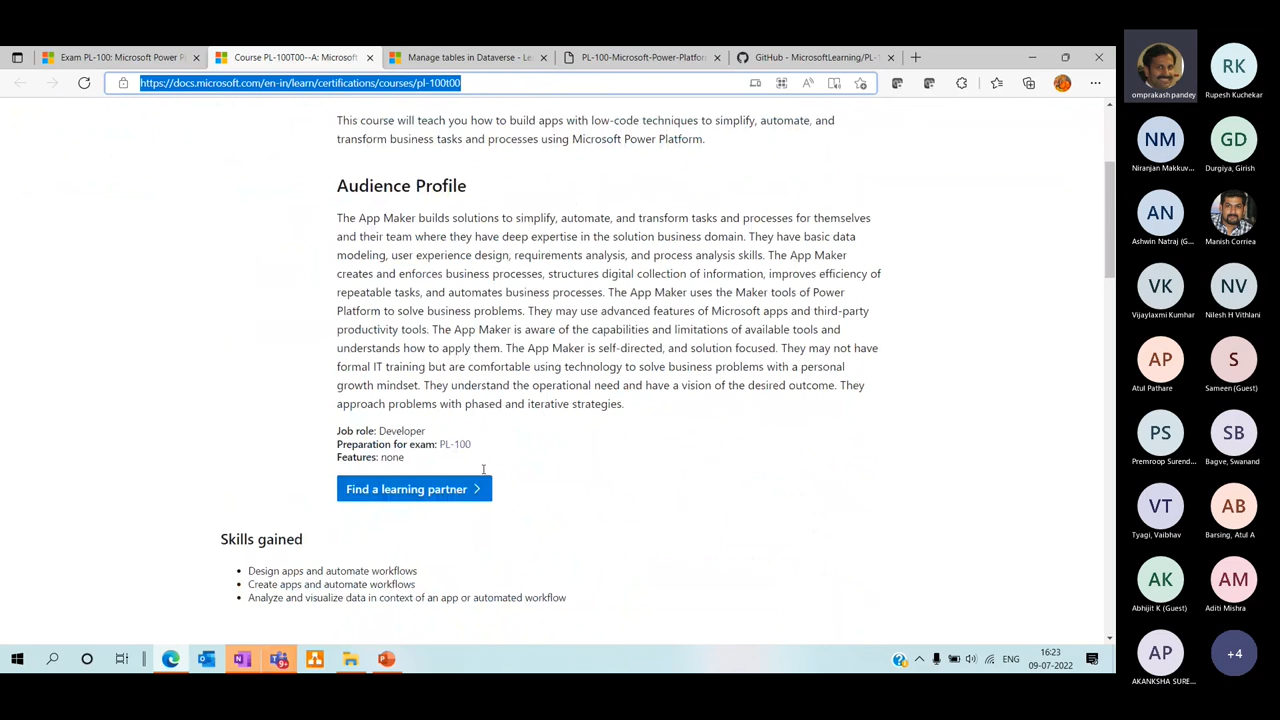 Exam PL-100: Microsoft Power P
Course PL-100T00--A: Microsoft
Manage tables in Dataverse - Le
PL-100-Microsoft-Power-Platfor
GitHub - MicrosoftLearning/PL-
https://docs.microsoft.com/en-in/learn/certifications/courses/pl-100t00
This course will teach you how to build apps with low-code techniques to simplify, automate, and
transform business tasks and processes using Microsoft Power Platform.
Audience Profile
The App Maker builds solutions to simplify, automate, and transform tasks and processes for themselves
and their team where they have deep expertise in the solution business domain. They have basic data
modeling, user experience design, requirements analysis, and process analysis skills. The App Maker
creates and enforces business processes, structures digital collection of information, improves efficiency of
repeatable tasks, and automates business processes. The App Maker uses the Maker tools of Power
Platform to solve business problems. They may use advanced features of Microsoft apps and third-party
productivity tools. The App Maker is aware of the capabilities and limitations of available tools and
understands how to apply them. The App Maker is self-directed, and solution focused. They may not have
formal IT training but are comfortable using technology to solve business problems with a personal
growth mindset. They understand the operational need and have a vision of the desired outcome. They
approach problems with phased and iterative strategies.
Job role: Developer
Preparation for exam: PL-100
Features: none
Find a learning partner
Skills gained
Design apps and automate workflows
Create apps and automate workflows
Analyze and visualize data in context of an app or automated workflow
ENG
16:23
09-07-2022
omprakash pandey
RK
Rupesh Kuchekar
NM
Niranjan Makkuv...
GD
Durgiya, Girish
AN
Ashwin Natraj (G...
Manish Corriea
VK
Vijaylaxmi Kumhar
NV
Nilesh H Vithlani
AP
Atul Pathare
S
Sameen (Guest)
PS
Premroop Surend...
SB
Bagve, Swanand
VT
Tyagi, Vaibhav
AB
Barsing, Atul A
AK
Abhijit K (Guest)
AM
Aditi Mishra
AP
AKANKSHA SURE...
+4